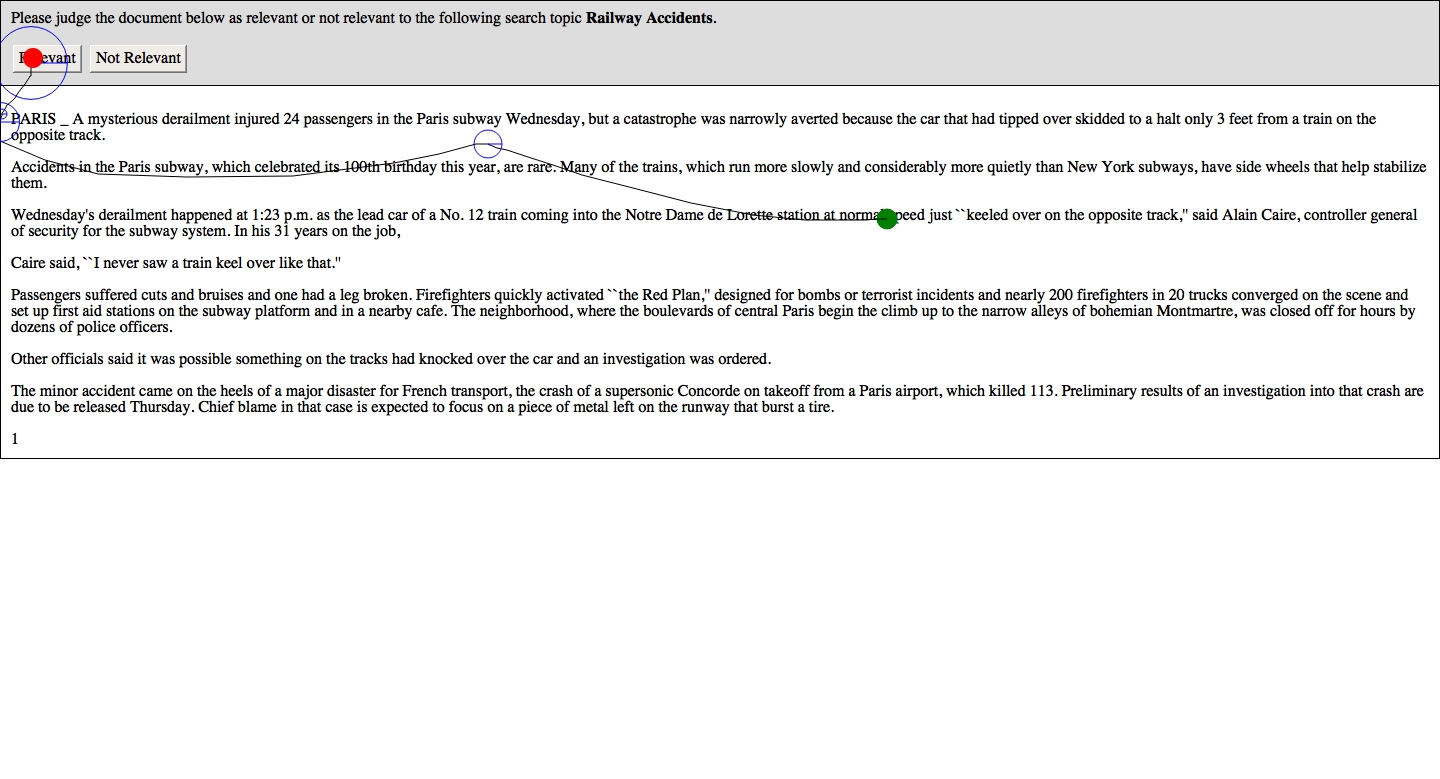 Please judge the document below as relevant or not relevant to the following search topic Railway Accidents.
Relevant Not Relevant
PARIS _ A mysterious derailment injured 24 passengers in the Paris subway Wednesday, but a catastrophe was narrowly averted because the car that had tipped over skidded to a halt only 3 feet from a train on the
opposite track.
Accidents in the Paris subway, which celebrated its 100th birthday this year, are rare. Many of the trains, which run more slowly and considerably more quietly than New York subways, have side wheels that help stabilize
them.
Wednesday's derailment happened at 1:23 p.m. as the lead car of a No. 12 train coming into the Notre Dame de Lorette station at normal speed just ``keeled over on the opposite track,'' said Alain Caire, controller general
of security for the subway system. In his 31 years on the job,
Caire said, ``I never saw a train keel over like that.''
Passengers suffered cuts and bruises and one had a leg broken. Firefighters quickly activated ``the Red Plan,'' designed for bombs or terrorist incidents and nearly 200 firefighters in 20 trucks converged on the scene and
set up first aid stations on the subway platform and in a nearby cafe. The neighborhood, where the boulevards of central Paris begin the climb up to the narrow alleys of bohemian Montmartre, was closed off for hours by
dozens of police officers.
Other officials said it was possible something on the tracks had knocked over the car and an investigation was ordered.
The minor accident came on the heels of a major disaster for French transport, the crash of a supersonic Concorde on takeoff from a Paris airport, which killed 113. Preliminary results of an investigation into that crash are
due to be released Thursday. Chief blame in that case is expected to focus on a piece of metal left on the runway that burst a tire.
1